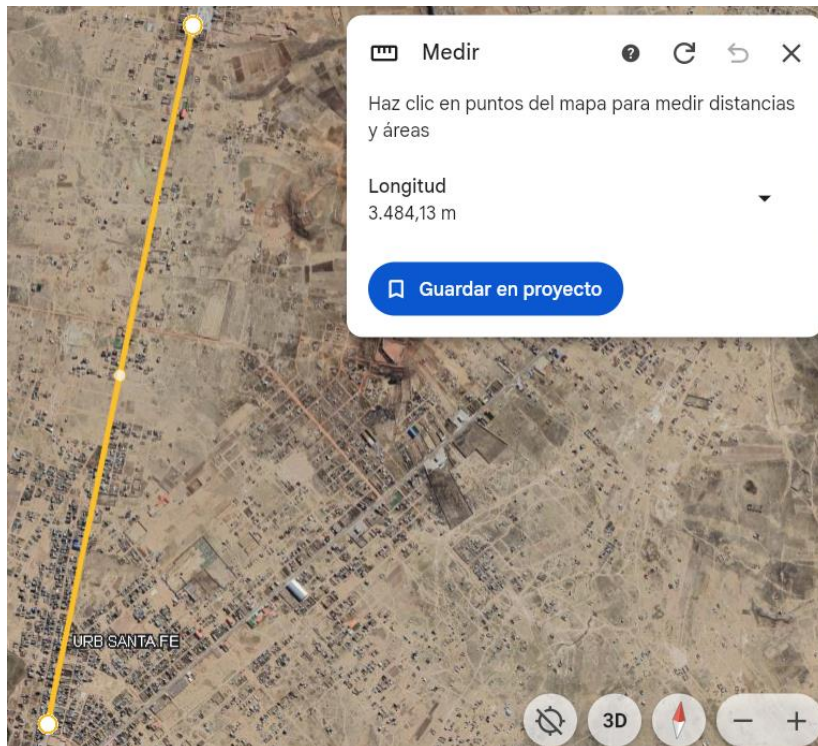 Medir
Haz clic en puntos del mapa para medir distancias
y áreas
Longitud
3.484,13 m
Guardar en proyecto
URB SANTA FE
3D